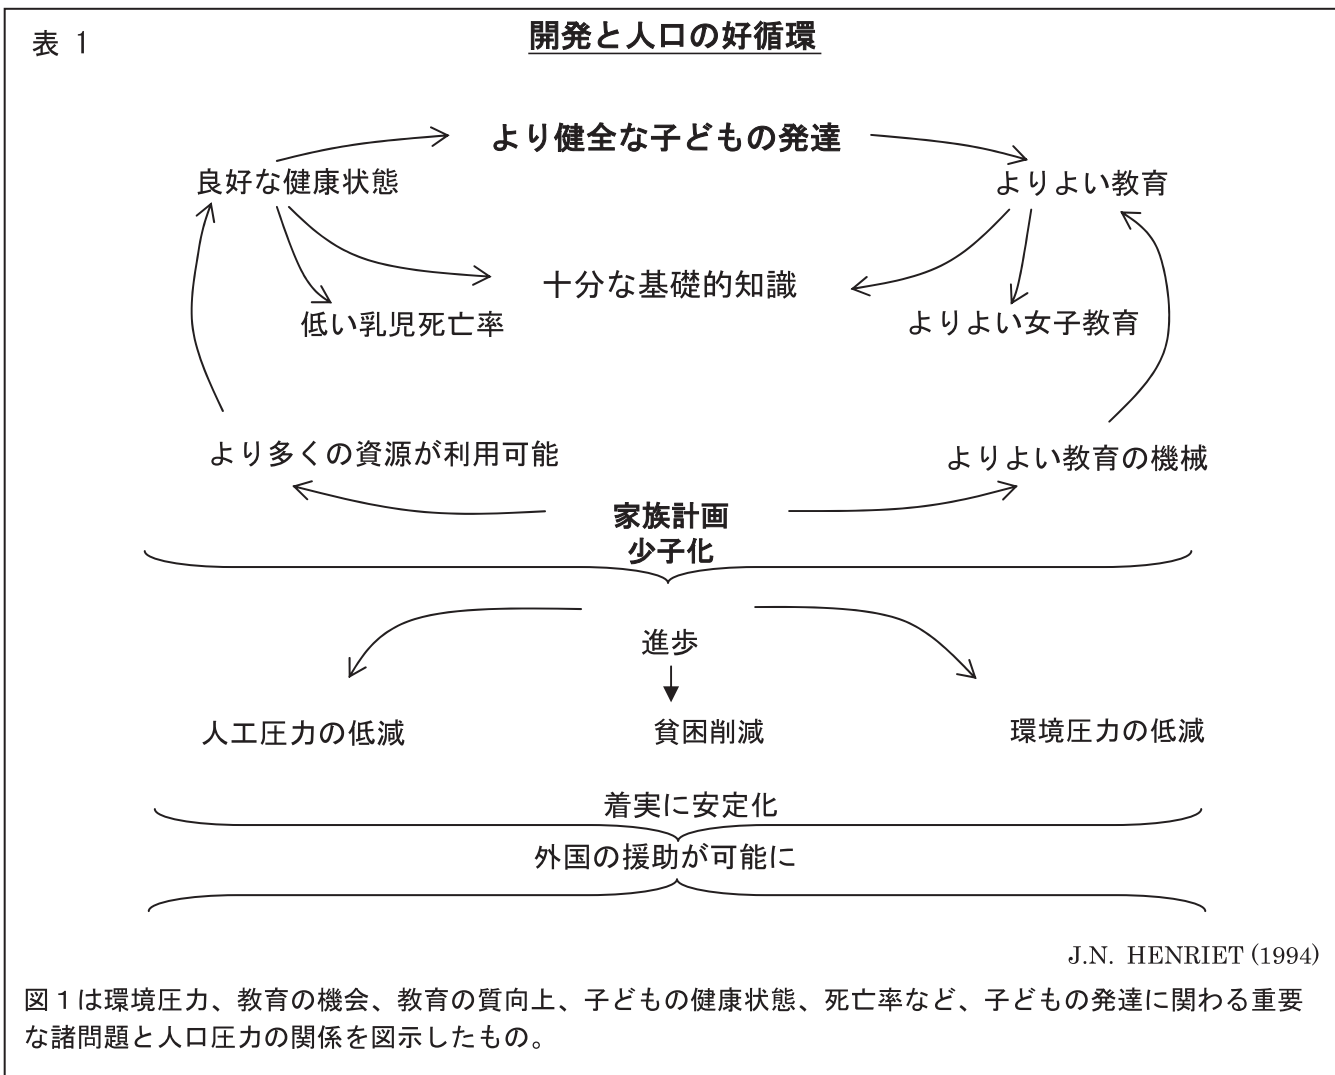 表 1
開発と人口の好循環
より健全な子どもの発達
良好な健康状態
よりよい教育
十分な基礎的知識
低い乳児死亡率
よりよい女子教育
より多くの資源が利用可能
よりよい教育の機械
家族計画
少子化
進歩
人工圧力の低減
貧困削減
環境圧力の低減
着実に安定化
外国の援助が可能に
J.N. HENRIET (1994)
図1は環境圧力、教育の機会、教育の質向上、子どもの健康状態、死亡率など、子どもの発達に関わる重要
な諸問題と人口圧力の関係を図示したもの。